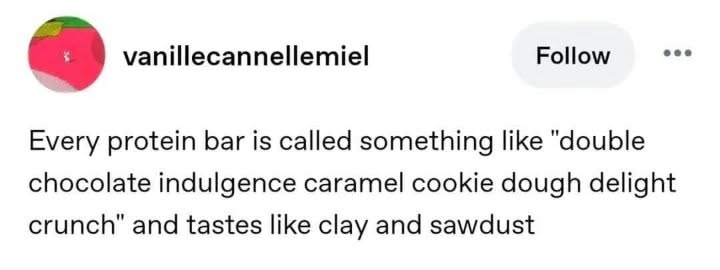 vanillecannellemiel
Follow
Every protein bar is called something like "double
chocolate indulgence caramel cookie dough delight
crunch" and tastes like clay and sawdust